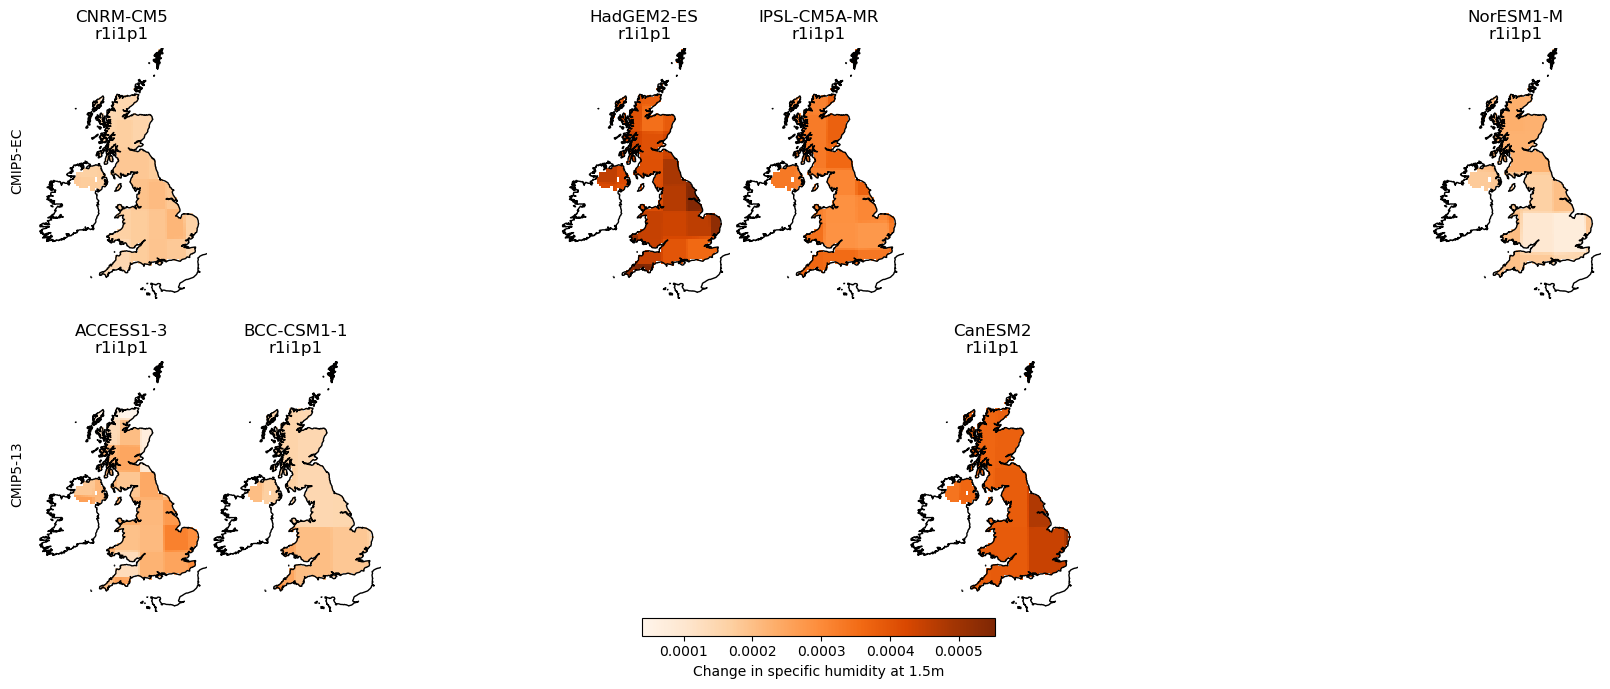 CNRM-CM5
r1i1p1
HadGEM2-ES
r1i1p1
IPSL-CM5A-MR
r1i1p1
NorESM1-M
r1i1p1
CMIP5-EC
ACCESS1-3
r1i1p1
BCC-CSM1-1
r1i1p1
CanESM2
r1i1p1
CMIP5-13
0.0001 0.0002 0.0003 0.0004 0.0005
Change in specific humidity at 1.5m